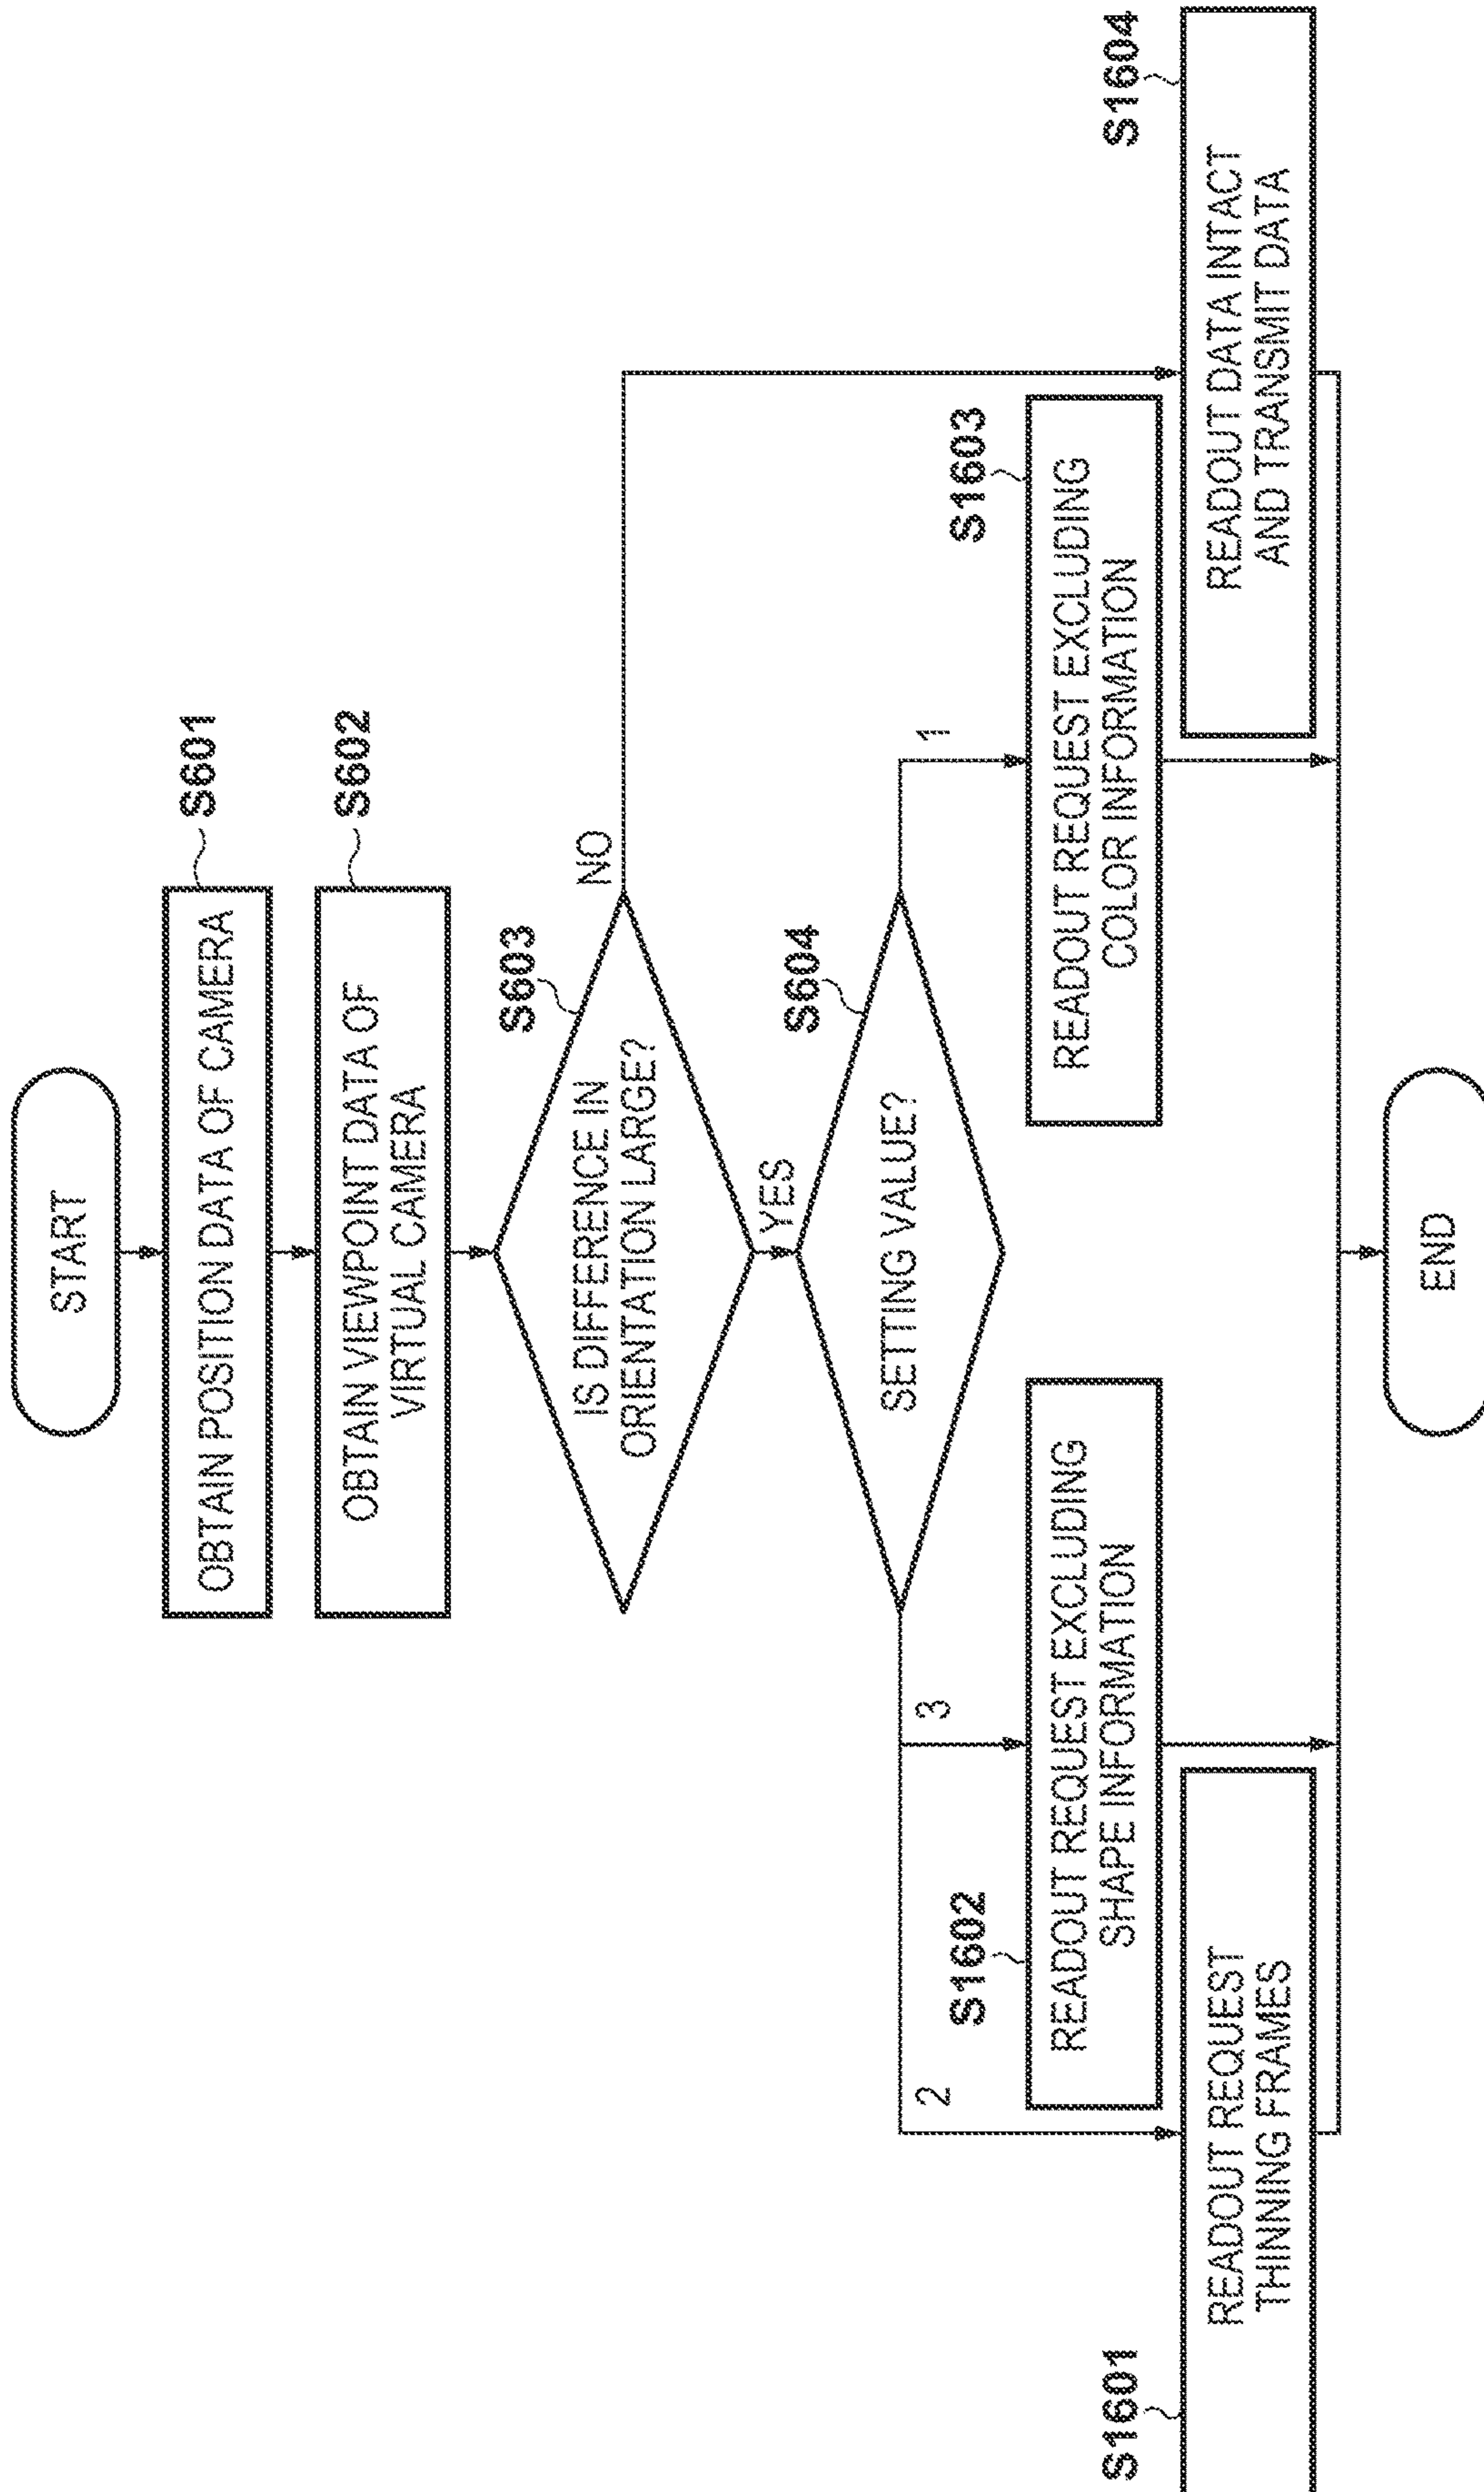 START
S601
OBTAIN POSITION DATA OF CAMERA
S602
OBTAIN VIEWPOINT DATA OF
VIRTUAL CAMERA
S603
IS DIFFERENCE IN
ORIENTATION LARGE?
NO
YES
S604
SETTING VALUE?
2
3
1
S1602
READOUT REQUEST EXCLUDING
SHAPE INFORMATION
S1603
READOUT REQUEST EXCLUDING
COLOR INFORMATION
S1601
READOUT REQUEST
THINNING FRAMES
S1604
READOUT DATA INTACT
AND TRANSMIT DATA
END